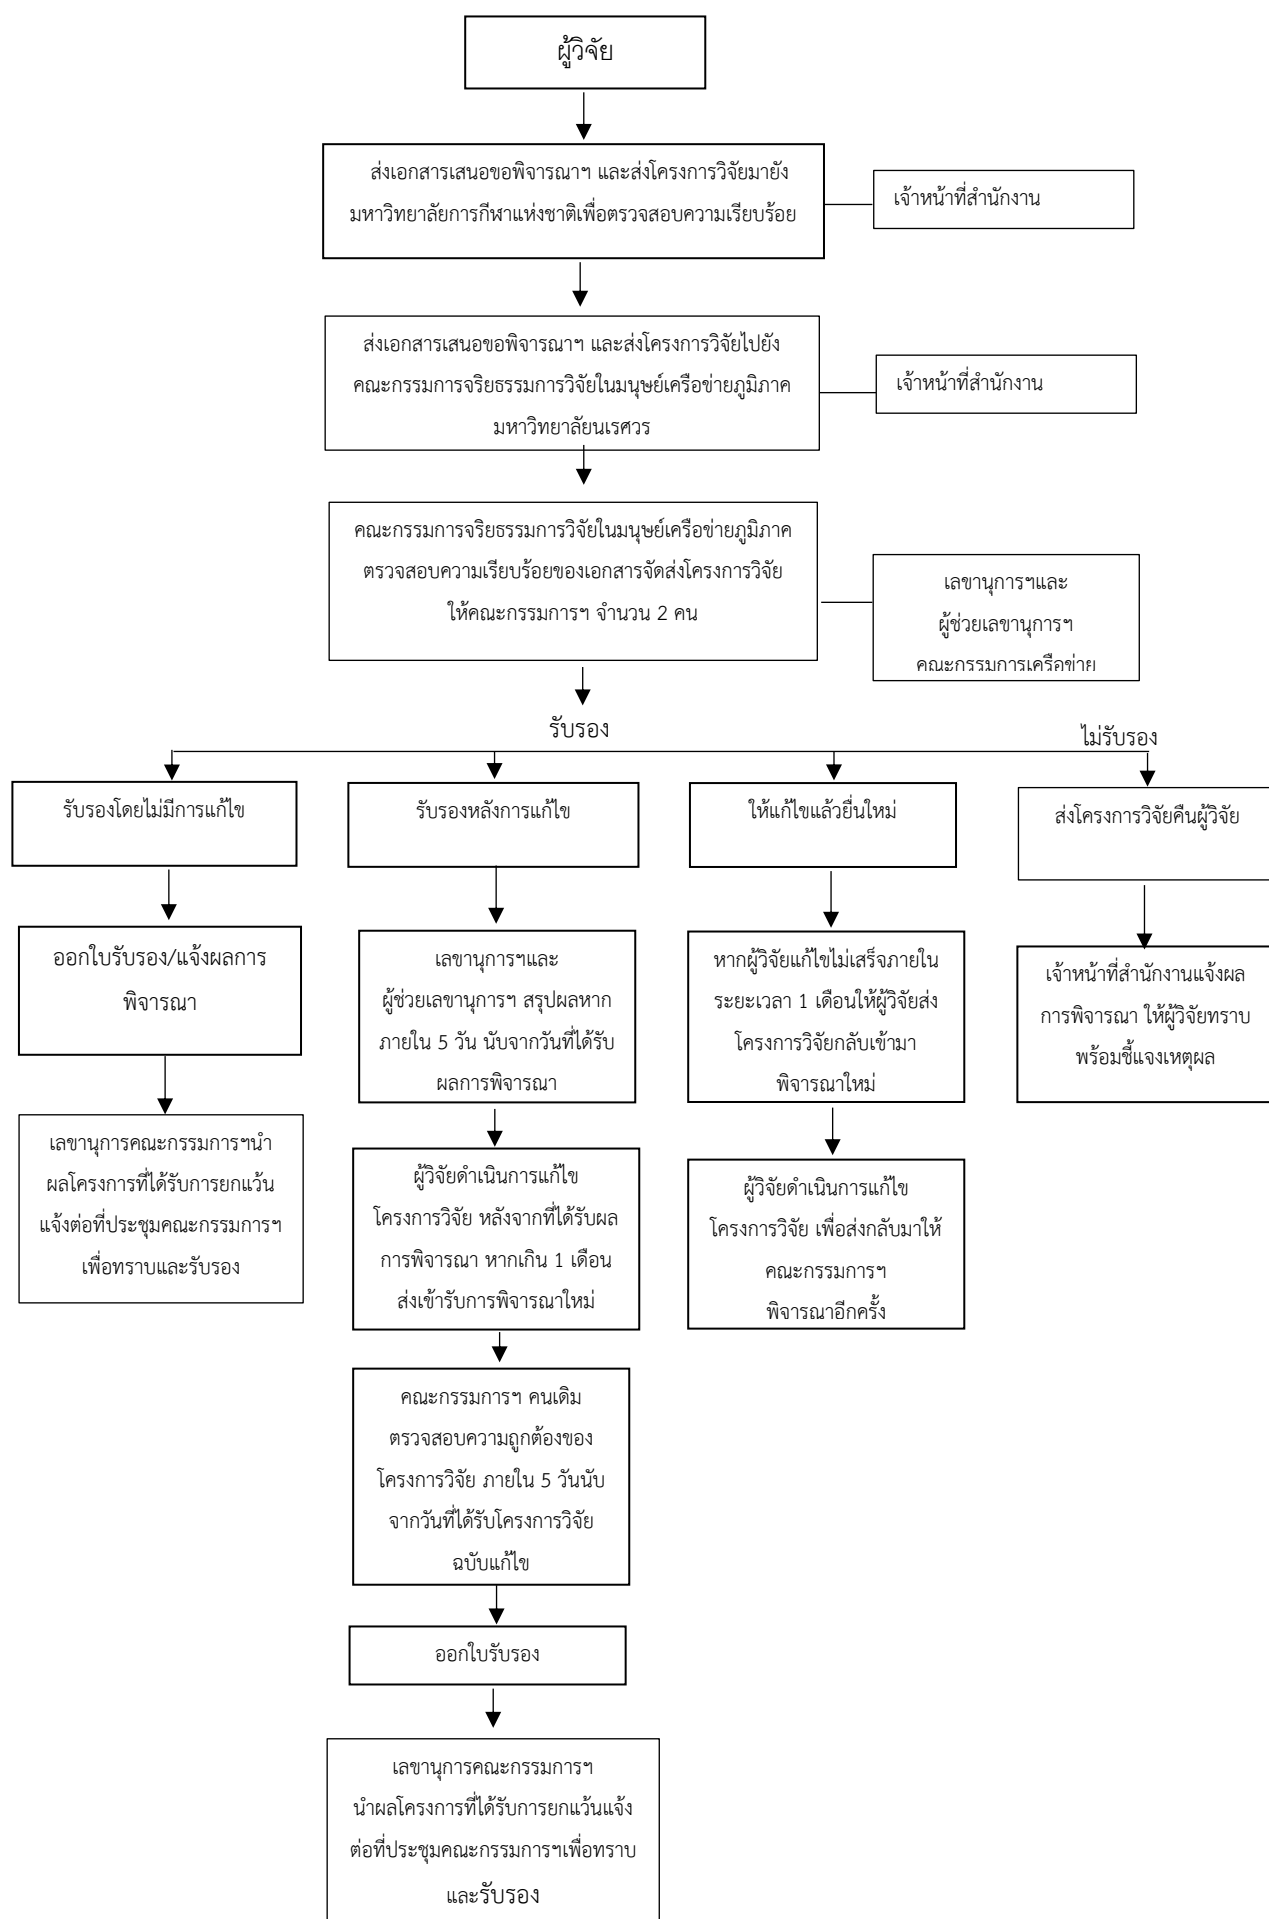 ผู้วิจัย
ส่งเอกสารเสนอขอพิจารณาฯ และส่งโครงการวิจัยมายัง
มหาวิทยาลัยการกีฬาแห่งชาติเพื่อตรวจสอบความเรียบร้อย
เจ้าหน้าที่สำนักงาน
ส่งเอกสารเสนอขอพิจารณาฯ และส่งโครงการวิจัยไปยัง
คณะกรรมการจริยธรรมการวิจัยในมนุษย์เครือข่ายภูมิภาค
มหาวิทยาลัยนเรศวร
เจ้าหน้าที่สำนักงาน
คณะกรรมการจริยธรรมการวิจัยในมนุษย์เครือข่ายภูมิภาค
ตรวจสอบความเรียบร้อยของเอกสารจัดส่งโครงการวิจัย
ให้คณะกรรมการฯ จำนวน 2 คน
เลขานุการฯและ
ผู้ช่วยเลขานุการฯ
คณะกรรมการเครือข่าย
รับรอง
ไม่รับรอง
รับรองโดยไม่มีการแก้ไข
ออกใบรับรอง/แจ้งผลการ
พิจารณา
เลขานุการคณะกรรมการฯนำ
ผลโครงการที่ได้รับการยกแว้น
แจ้งต่อที่ประชุมคณะกรรมการฯ
เพื่อทราบและรับรอง
รับรองหลังการแก้ไข
เลขานุการฯและ
ผู้ช่วยเลขานุการฯ สรุปผลหาก
ภายใน 5 วัน นับจากวันที่ได้รับ
ผลการพิจารณา
ผู้วิจัยดำเนินการแก้ไข
โครงการวิจัย หลังจากที่ได้รับผล
การพิจารณา หากเกิน 1 เดือน
ส่งเข้ารับการพิจารณาใหม่
คณะกรรมการฯ คนเดิม
ตรวจสอบความถูกต้องของ
โครงการวิจัย ภายใน 5 วันนับ
จากวันที่ได้รับโครงการวิจัย
ฉบับแก้ไข
ออกใบรับรอง
เลขานุการคณะกรรมการฯ
นำผลโครงการที่ได้รับการยกแว้นแจ้ง
ต่อที่ประชุมคณะกรรมการฯเพื่อทราบ
และรับรอง
ให้แก้ไขแล้วยื่นใหม่
หากผู้วิจัยแก้ไขไม่เสร็จภายใน
ระยะเวลา 1 เดือนให้ผู้วิจัยส่ง
โครงการวิจัยกลับเข้ามา
พิจารณาใหม่
ผู้วิจัยดำเนินการแก้ไข
โครงการวิจัย เพื่อส่งกลับมาให้
คณะกรรมการฯ
พิจารณาอีกครั้ง
ส่งโครงการวิจัยคืนผู้วิจัย
เจ้าหน้าที่สำนักงานแจ้งผล
การพิจารณา ให้ผู้วิจัยทราบ
พร้อมชี้แจงเหตุผล